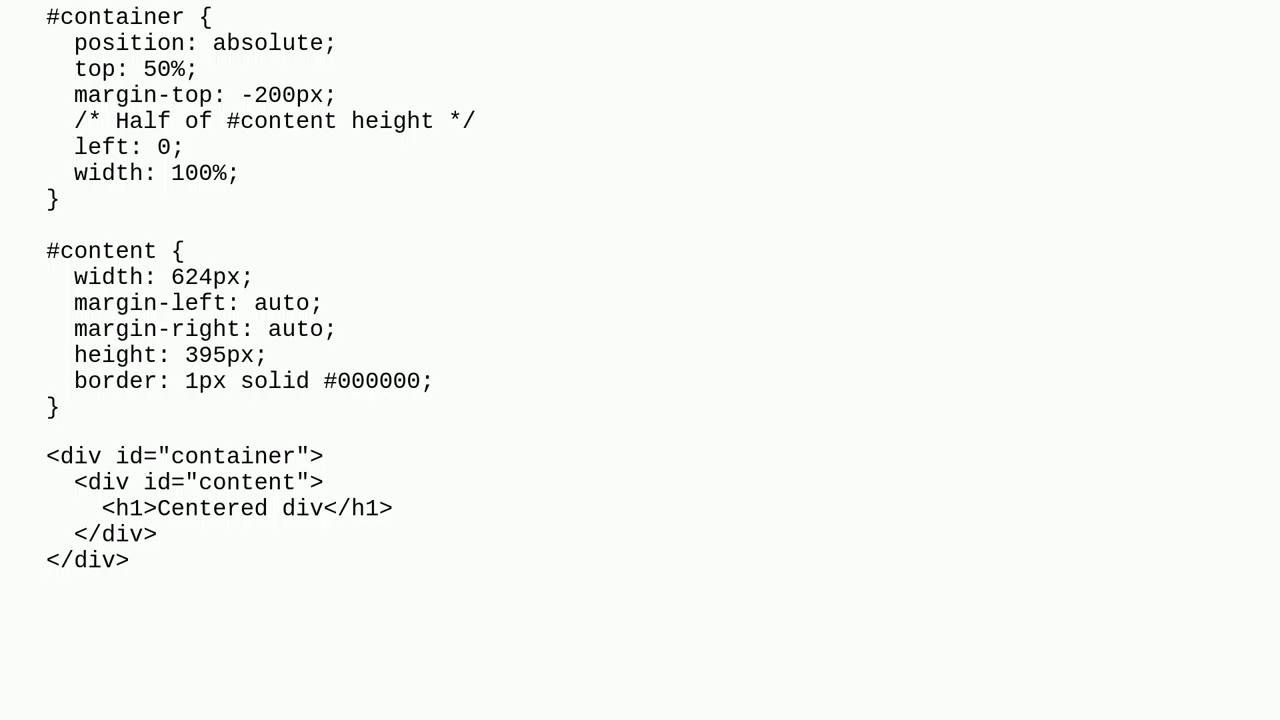 #container {
  position: absolute;
  top: 50%;
  margin-top: -200px;
  /* Half of #content height */
  left: 0;
  width: 100%;
}

#content {
  width: 624px;
  margin-left: auto;
  margin-right: auto;
  height: 395px;
  border: 1px solid #000000;
}

<div id="container">
  <div id="content">
    <h1>Centered div</h1>
  </div>
</div>